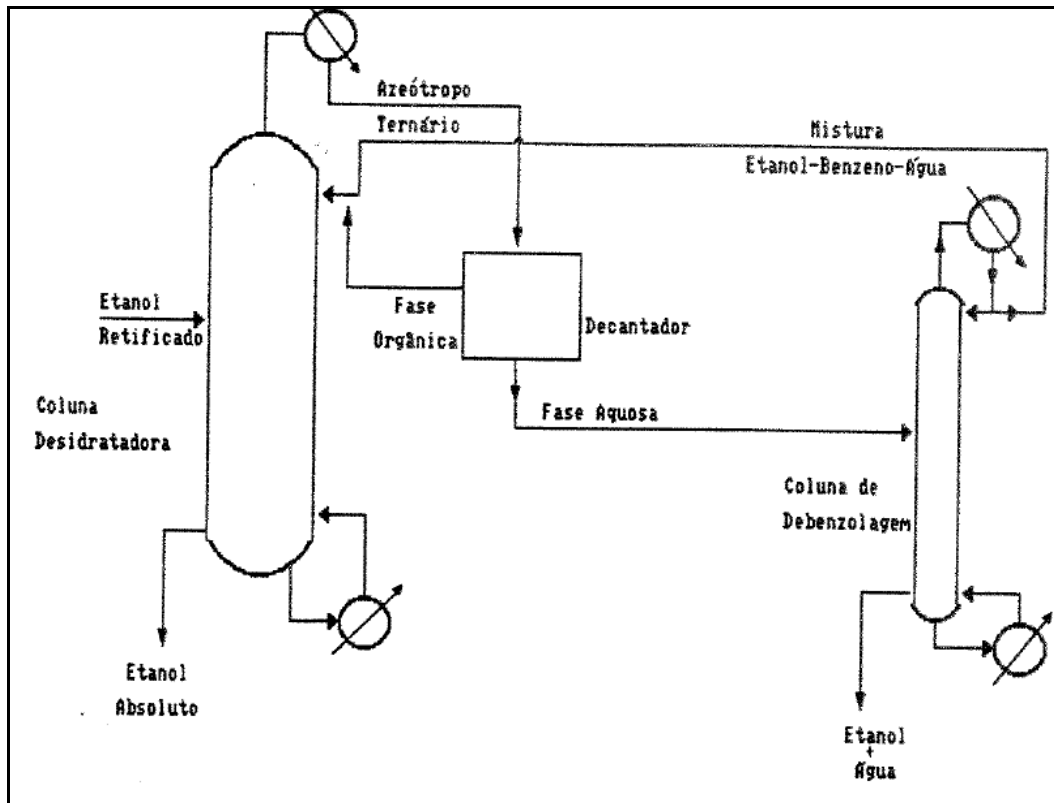 Azeótropo
Ternário
Mistura
Etanol-Benzeno-Água
Etanol
Retificado
Fase
Orgânica
Decantador
Coluna
Desidratadora
Fase Aquosa
Coluna de
Debenzolagem
Etanol
Absoluto
Etanol
+
Água